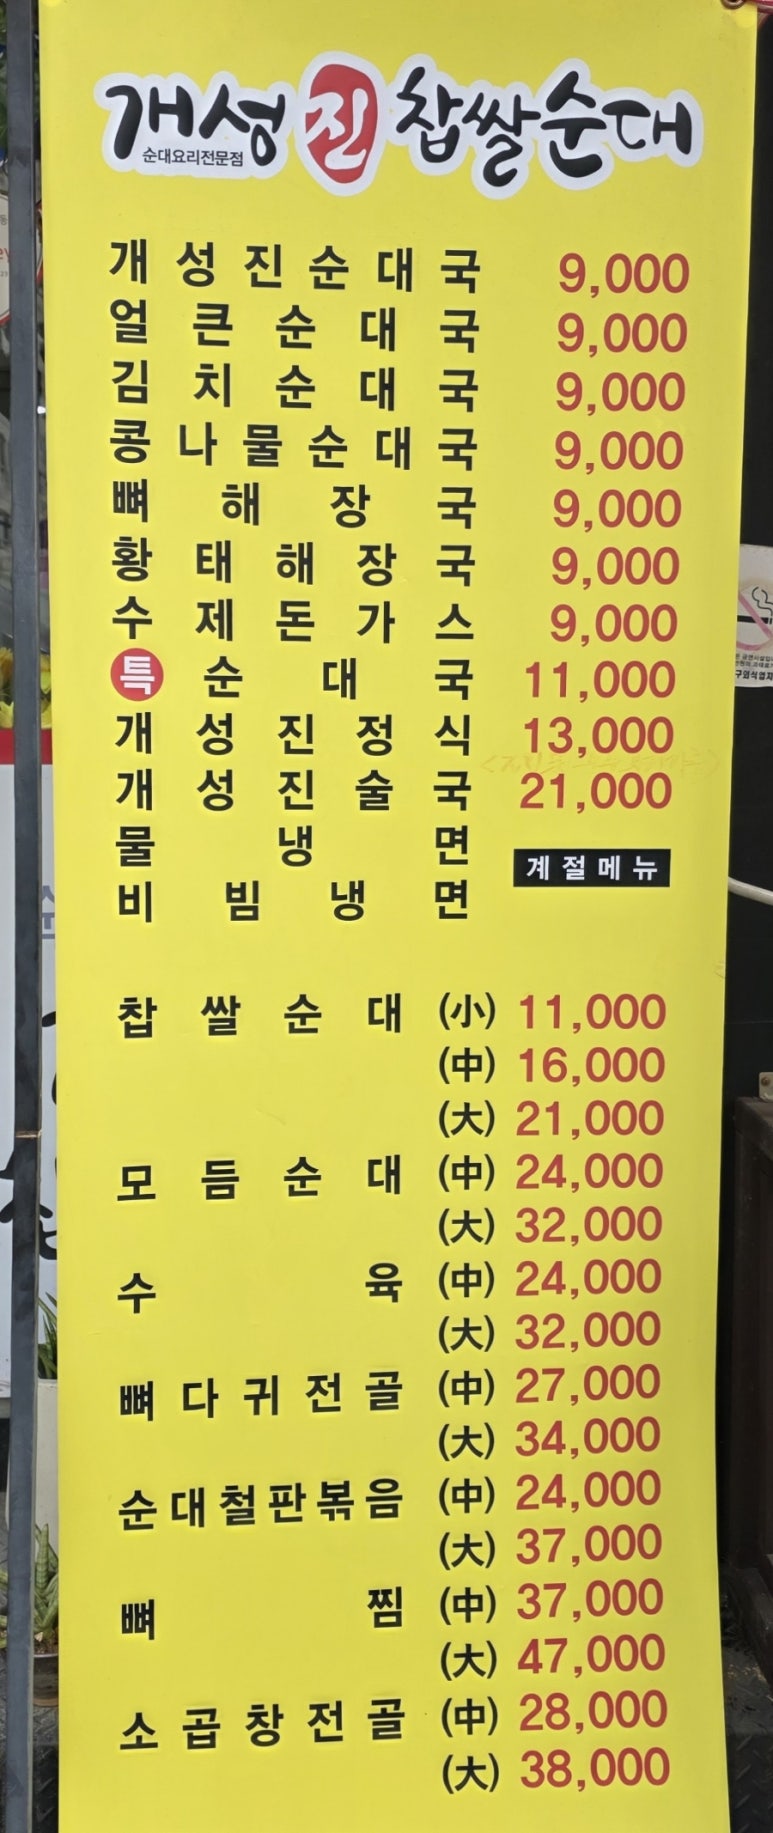 개성진찹쌀순대
순대요리전문점
개성진순대국 9,000
얼큰순대국 9,000
김치순대국 9,000
콩나물순대국 9,000
뼈해장국 9,000
황태해장국 9,000
수제돈가스 9,000
특순대국 11,000
개성진정식 13,000
개성진술국 21,000
물냉면
계절메뉴
비빔냉면
찹쌀순대 (小) 11,000
(中) 16,000
(大) 21,000
모듬순대 (中) 24,000
(大) 32,000
수육 (中) 24,000
(大) 32,000
뼈다귀전골 (中) 27,000
(大) 34,000
순대철판볶음 (中) 24,000
(大) 37,000
뼈찜 (中) 37,000
(大) 47,000
소곱창전골 (中) 28,000
(大) 38,000